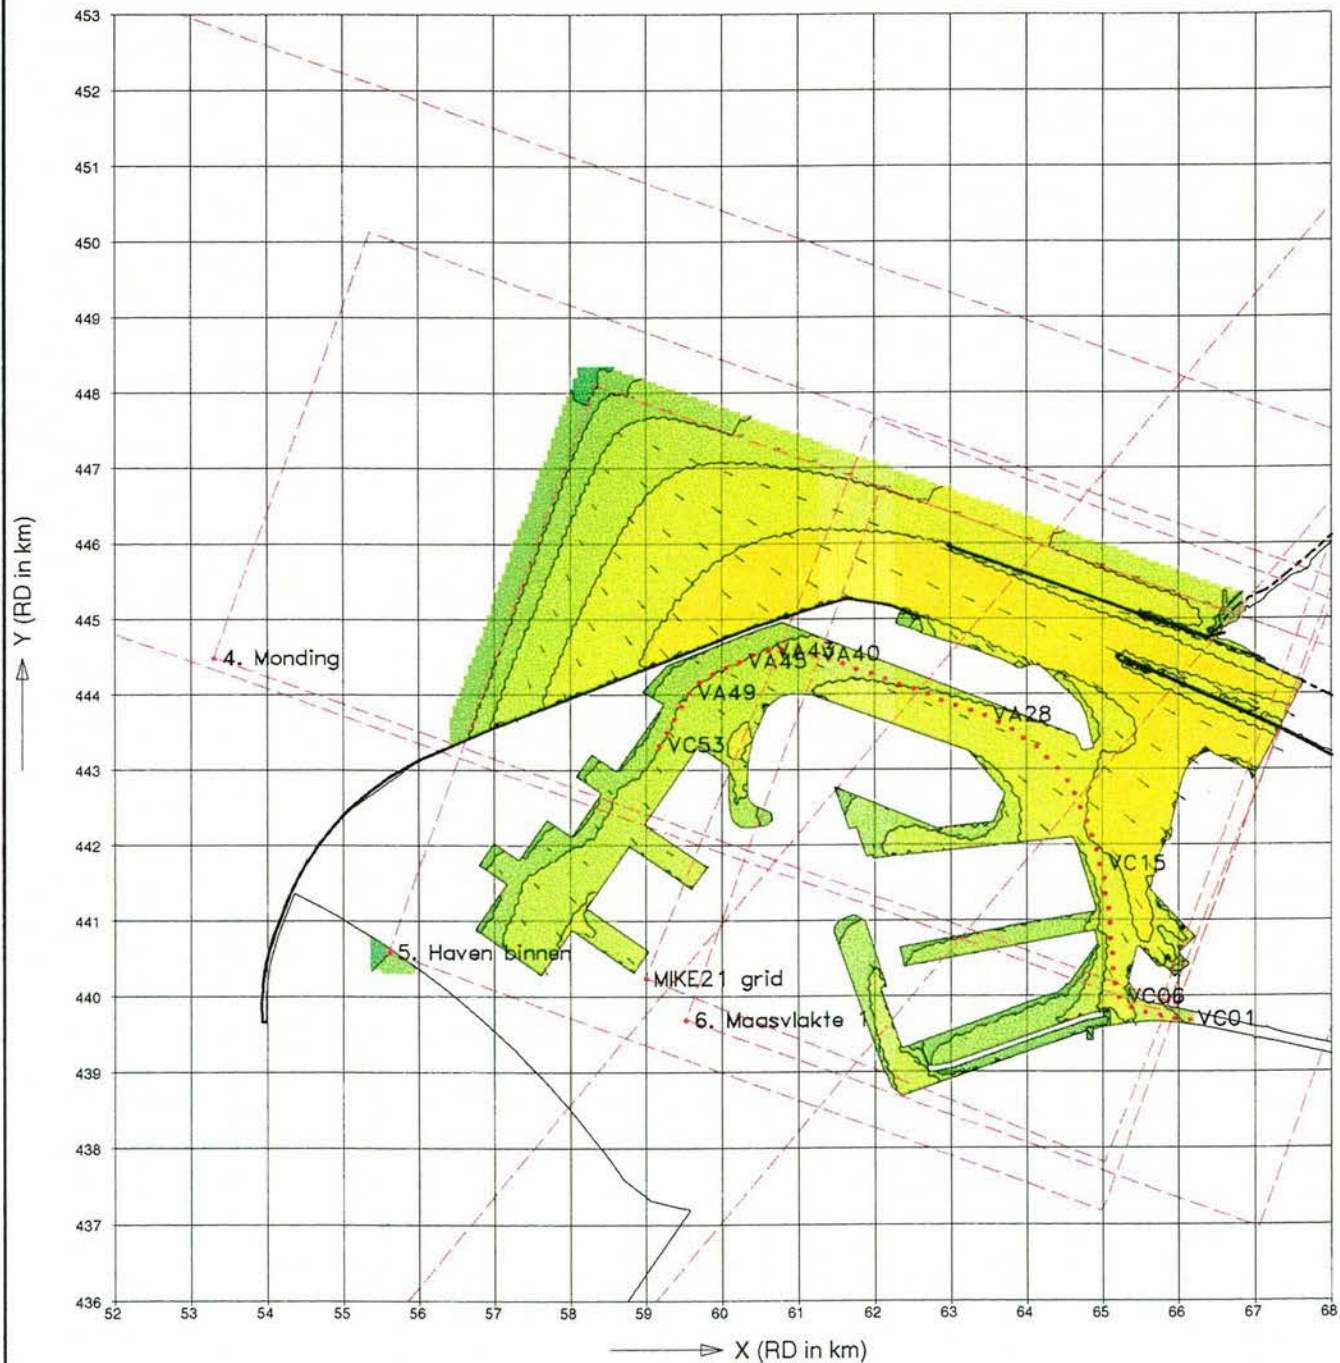 453
452
451
450
449
448
447
446
445
444
443
442
441
440
439
438
437
436
52 53 54 55 56 57 58 59 60 61 62 63 64 65 66 67 68
Y (RD in km)
X (RD in km)
4. Monding
VA45
VA43
VA40
VA49
VA28
VC53
VC15
5. Haven binnen
MIKE21 grid
VC06
6. Maasvlakte 1
VC01